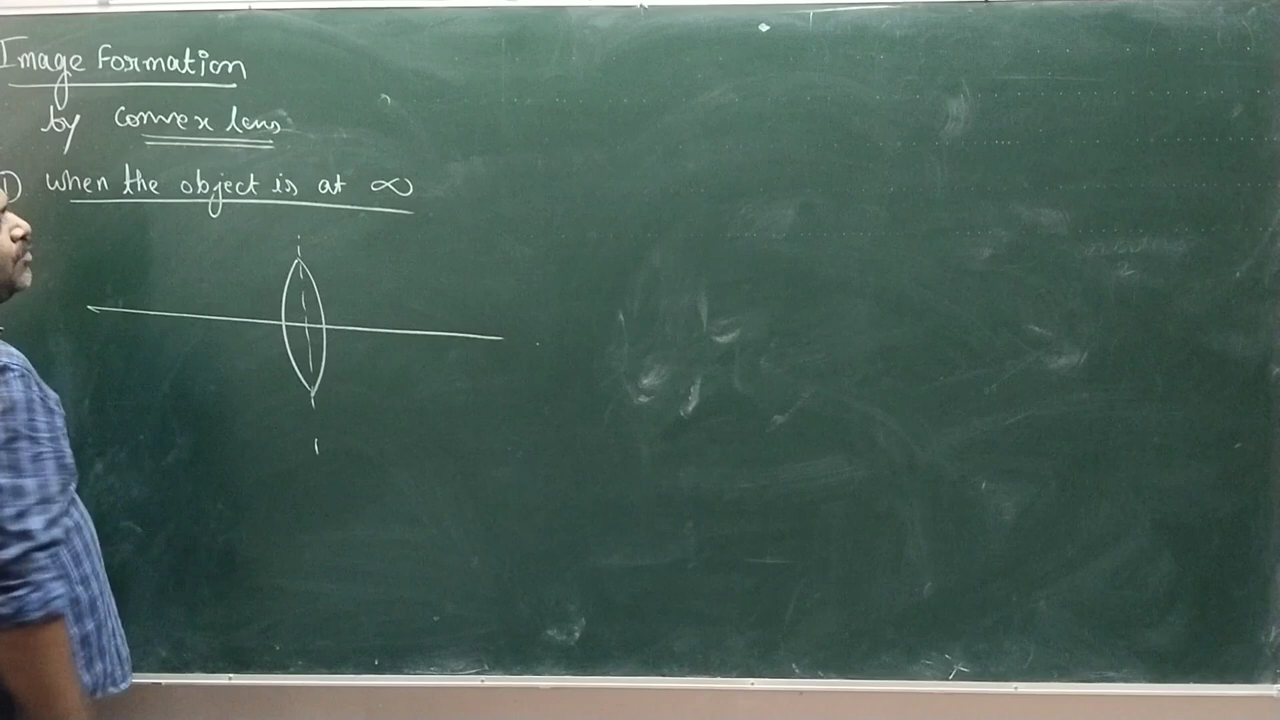 Image Formation
by convex lens
1) when the object is at ∞